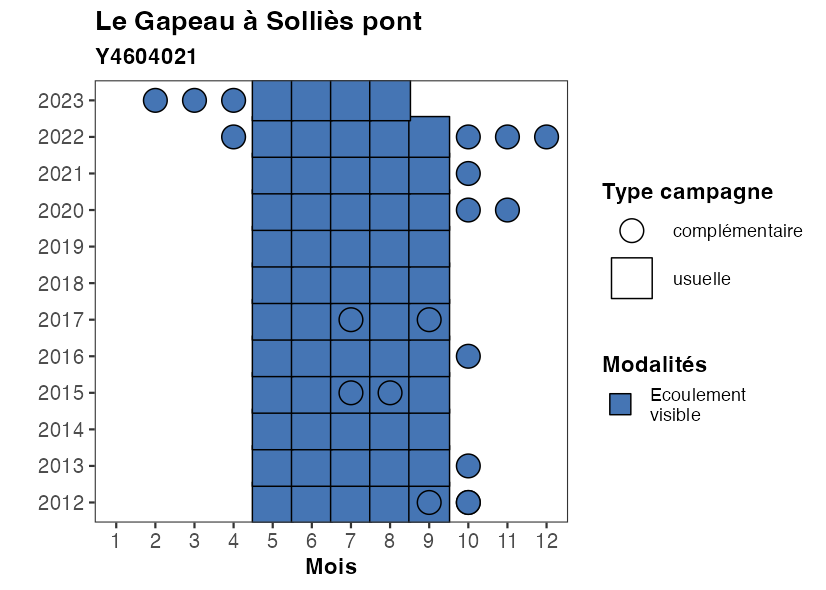 Le Gapeau à Solliès pont
Y4604021
2023
2022
2021
2020
2019
2018
2017
2016
2015
2014
2013
2012
1 2 3 4 5 6 7 8 9 10 11 12
Mois
Type campagne
complémentaire
usuelle
Modalités
Ecoulement
visible